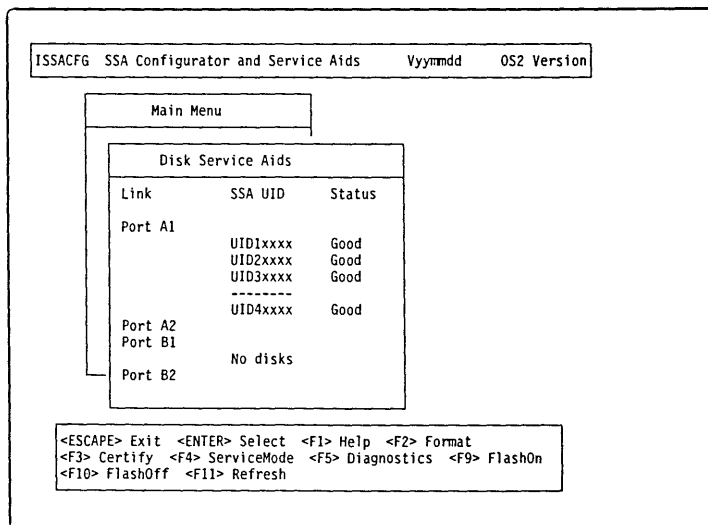 ISSACFG SSA Configurator and Service Aids Vyymmdd OS2 Version
Main Menu
Disk Service Aids
Link SSA UID Status
Port A1
UID1xxxx Good
UID2xxxx Good
UID3xxxx Good
--------
UID4xxxx Good
Port A2
Port B1
No disks
Port B2
<ESCAPE> Exit <ENTER> Select <F1> Help <F2> Format
<F3> Certify <F4> ServiceMode <F5> Diagnostics <F9> FlashOn
<F10> FlashOff <F11> Refresh